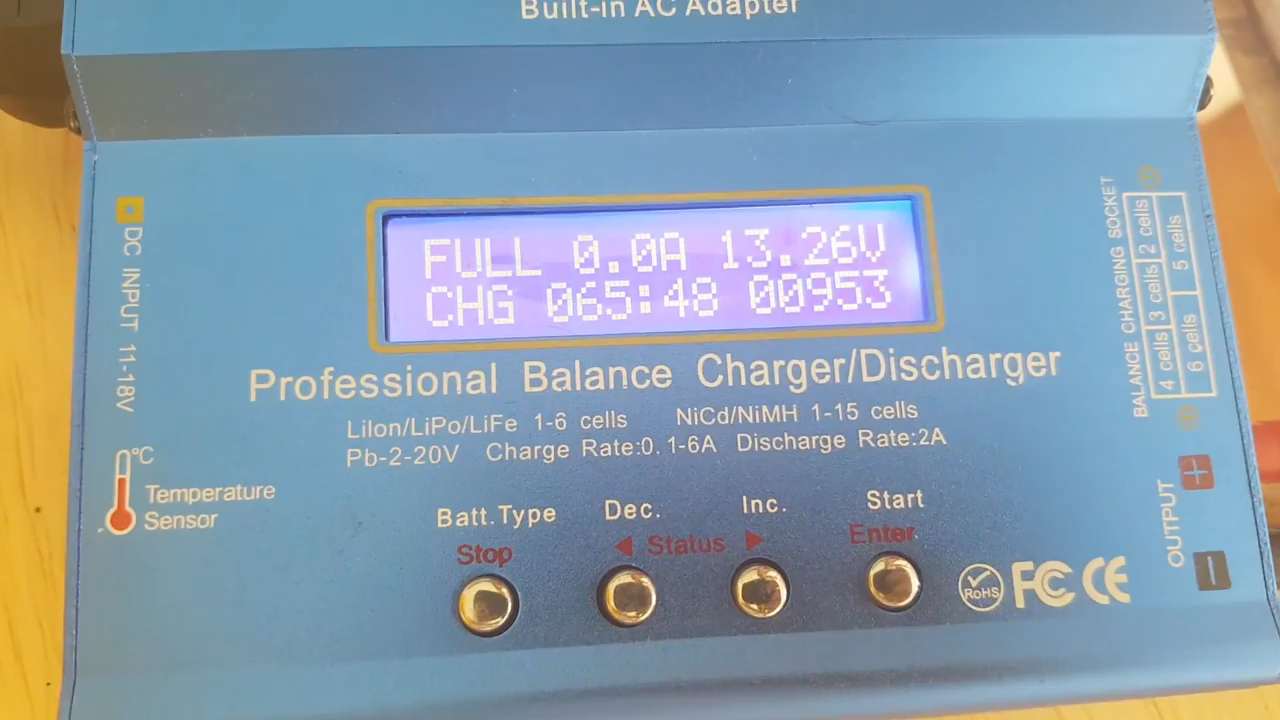 Built-in AC Adapter
FULL 0.0A 13.26V
CHG 065:48 00953
Professional Balance Charger/Discharger
LiIon/LiPo/LiFe 1-6 cells NiCd/NiMH 1-15 cells
Pb-2-20V Charge Rate:0.1-6A Discharge Rate:2A
DC INPUT 11-18V
°C
Temperature
Sensor
Batt.Type Dec. Inc. Start
Stop ◀ Status ▶ Enter
RoHS FC CE
BALANCE CHARGING SOCKET
4 cells 3 cells 2 cells
6 cells 5 cells
OUTPUT
+
-